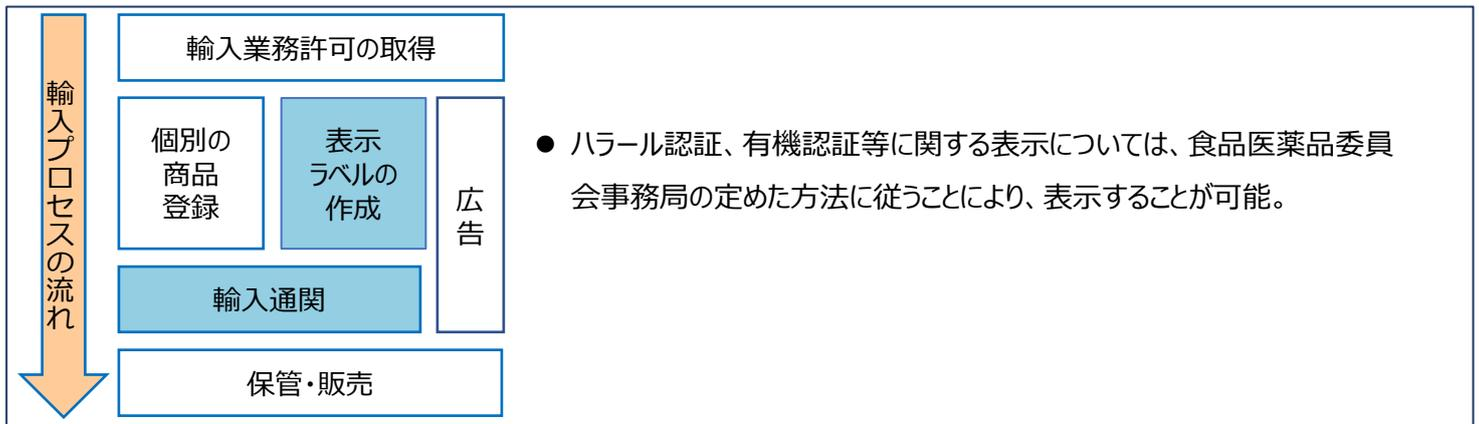 輸入プロセスの流れ
輸入業務許可の取得
個別の
商品
登録
表示
ラベルの
作成
広告
輸入通関
保管・販売
● ハラール認証、有機認証等に関する表示については、食品医薬品委員
会事務局の定めた方法に従うことにより、表示することが可能。